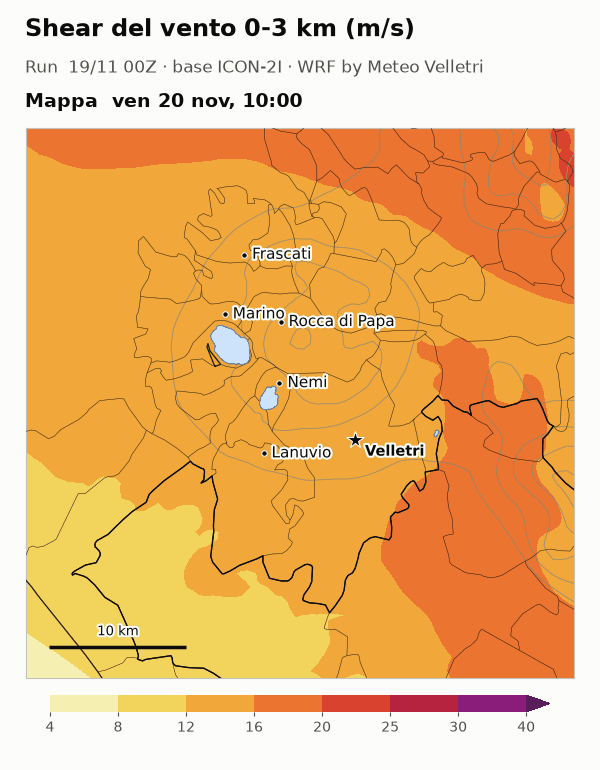 Shear del vento 0-3 km (m/s)
Run 19/11 00Z · base ICON-2I · WRF by Meteo Velletri
Mappa ven 20 nov, 10:00
Frascati
Marino
Rocca di Papa
Nemi
Velletri
Lanuvio
10 km
4 8 12 16 20 25 30 40